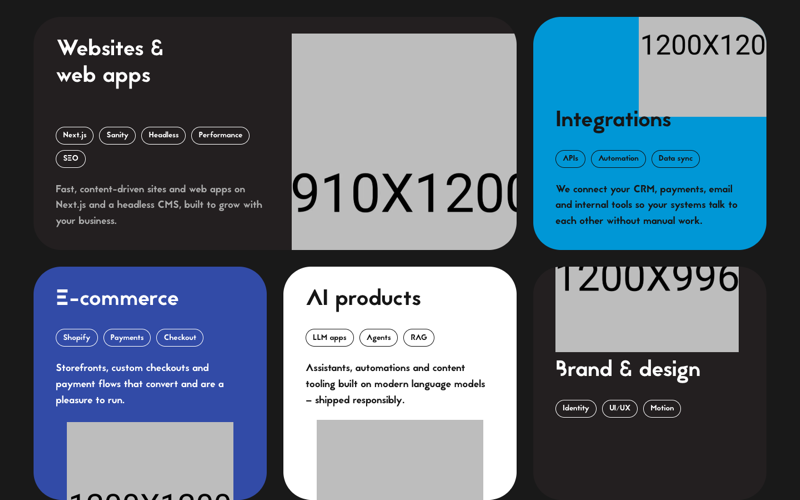 Websites &
web apps
Next.js
Sanity
Headless
Performance
SEO
Fast, content-driven sites and web apps on
Next.js and a headless CMS, built to grow with
your business.
910X1200
1200X120
Integrations
APIs
Automation
Data sync
We connect your CRM, payments, email
and internal tools so your systems talk to
each other without manual work.
E-commerce
Shopify
Payments
Checkout
Storefronts, custom checkouts and
payment flows that convert and are a
pleasure to run.
1200X1200
AI products
LLM apps
Agents
RAG
Assistants, automations and content
tooling built on modern language models
– shipped responsibly.
1200X996
Brand & design
Identity
UI/UX
Motion